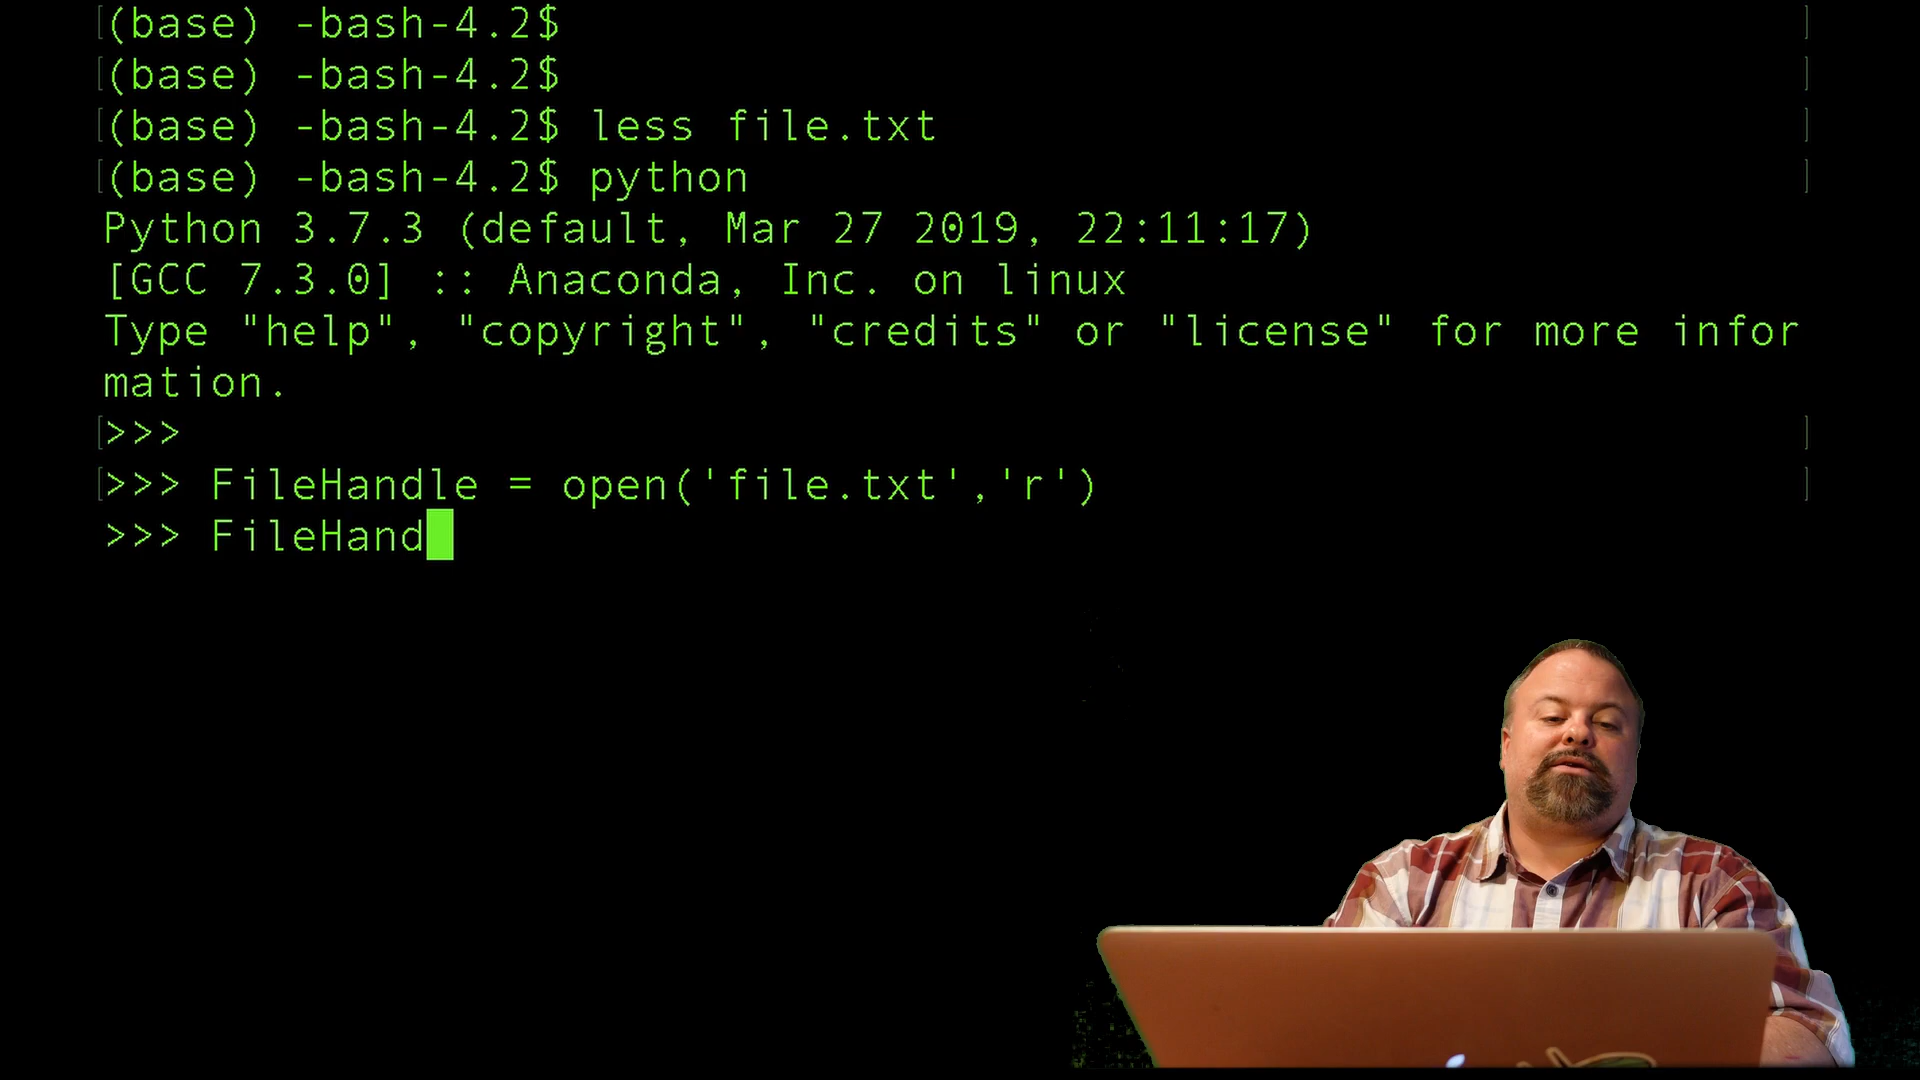 [(base) -bash-4.2$ ]
[(base) -bash-4.2$ ]
[(base) -bash-4.2$ less file.txt ]
[(base) -bash-4.2$ python ]
Python 3.7.3 (default, Mar 27 2019, 22:11:17)
[GCC 7.3.0] :: Anaconda, Inc. on linux
Type "help", "copyright", "credits" or "license" for more infor
mation.
[>>> ]
[>>> FileHandle = open('file.txt','r') ]
>>> FileHand